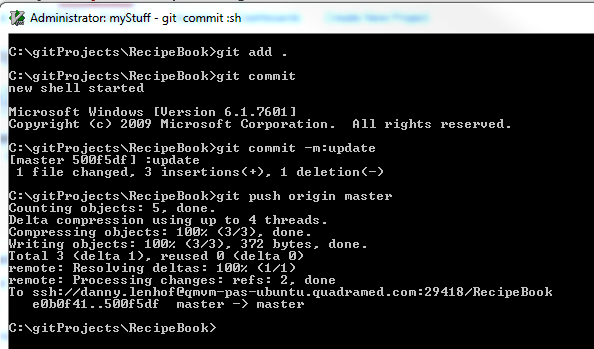 Administrator: myStuff - git commit :sh
C:\gitProjects\RecipeBook>git add .
C:\gitProjects\RecipeBook>git commit
new shell started
Microsoft Windows [Version 6.1.7601]
Copyright (c) 2009 Microsoft Corporation.  All rights reserved.
C:\gitProjects\RecipeBook>git commit -m:update
[master 500f5df] :update
 1 file changed, 3 insertions(+), 1 deletion(-)
C:\gitProjects\RecipeBook>git push origin master
Counting objects: 5, done.
Delta compression using up to 4 threads.
Compressing objects: 100% (3/3), done.
Writing objects: 100% (3/3), 372 bytes, done.
Total 3 (delta 1), reused 0 (delta 0)
remote: Resolving deltas: 100% (1/1)
remote: Processing changes: refs: 2, done
To ssh://danny.lenhof@qmvm-pas-ubuntu.quadramed.com:29418/RecipeBook
   e0b0f41..500f5df  master -> master
C:\gitProjects\RecipeBook>